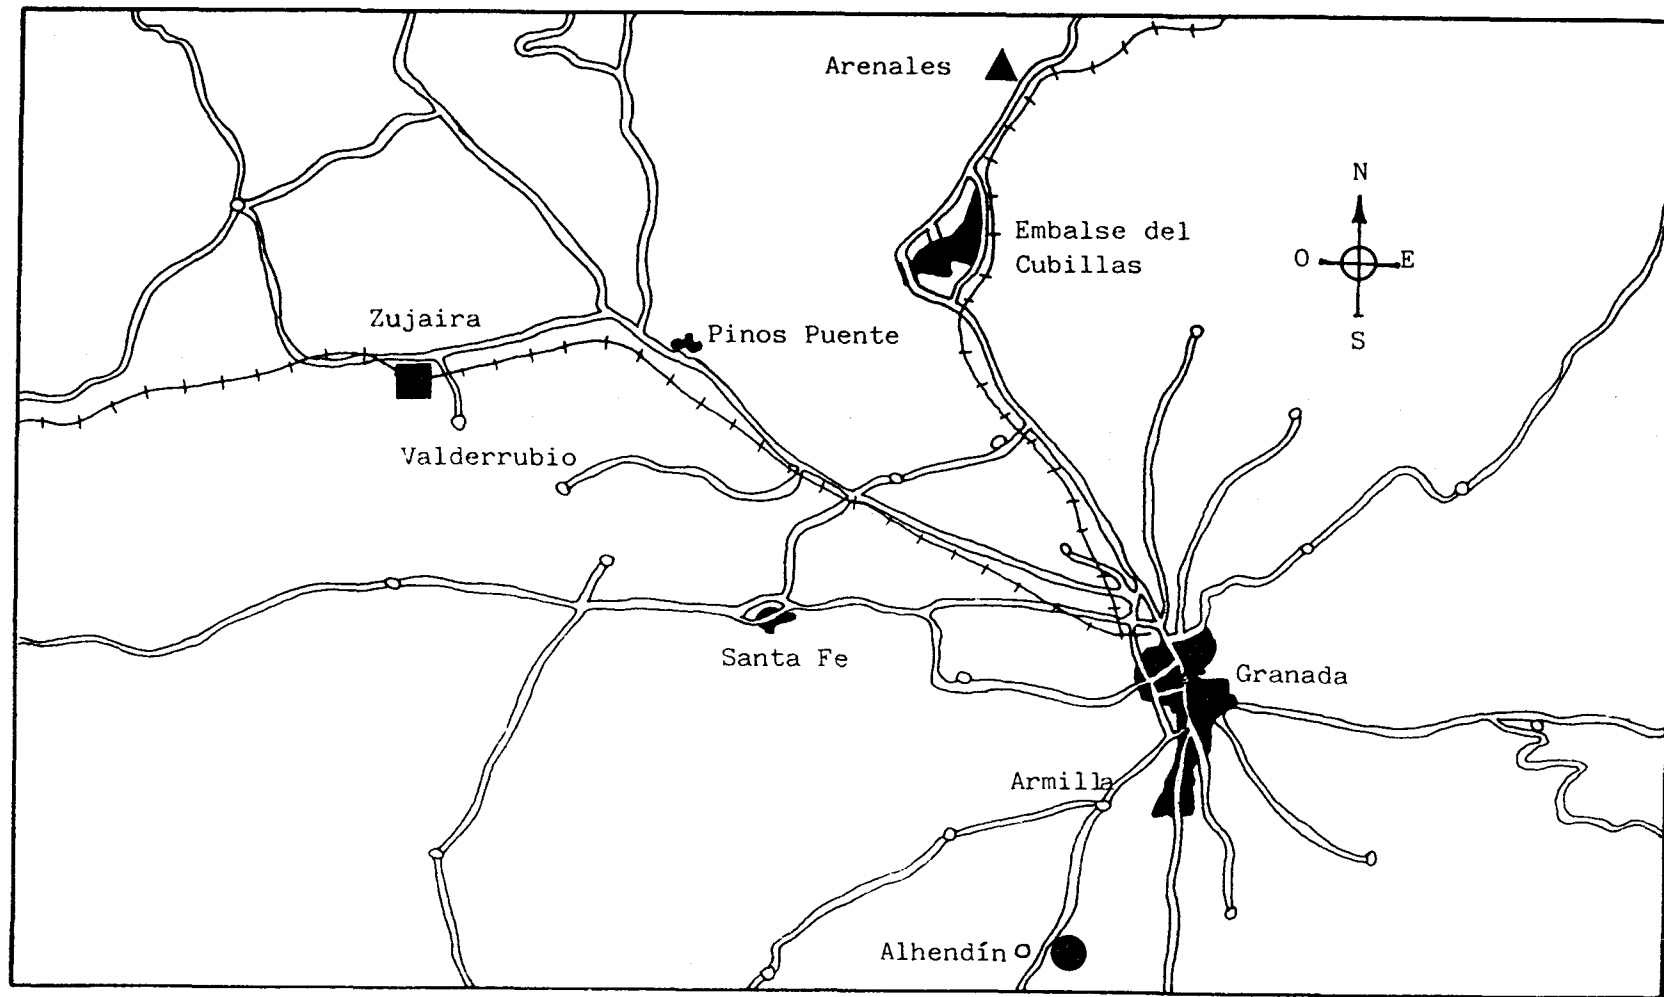 Arenales
N
Embalse del
Cubillas
O
E
S
Zujaira
Pinos Puente
Valderrubio
Santa Fe
Granada
Armilla
Alhendín